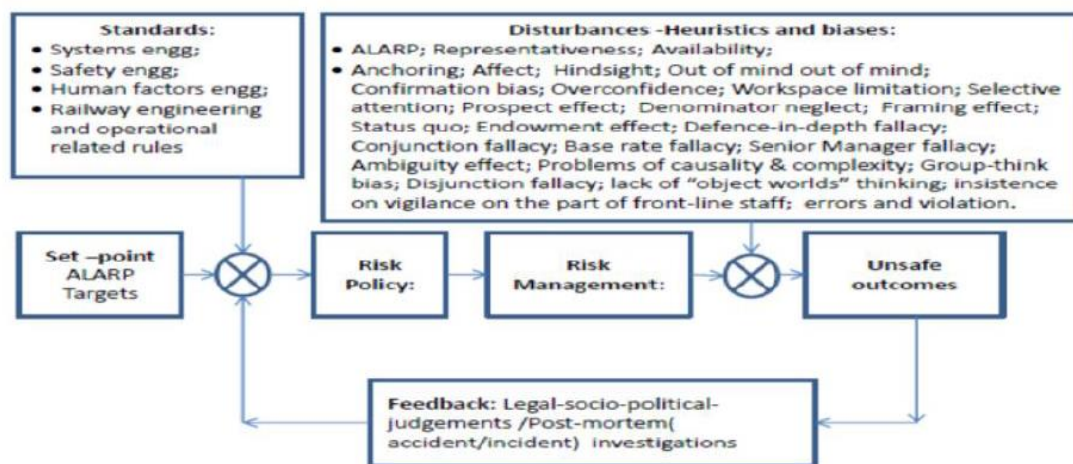 Standards:
• Systems engg;
• Safety engg;
• Human factors engg;
• Railway engineering
and operational
related rules
Disturbances -Heuristics and biases:
• ALARP; Representativeness; Availability;
• Anchoring; Affect; Hindsight; Out of mind out of mind;
Confirmation bias; Overconfidence; Workspace limitation; Selective
attention; Prospect effect; Denominator neglect; Framing effect;
Status quo; Endowment effect; Defence-in-depth fallacy;
Conjunction fallacy; Base rate fallacy; Senior Manager fallacy;
Ambiguity effect; Problems of causality & complexity; Group-think
bias; Disjunction fallacy; lack of "object worlds" thinking; insistence
on vigilance on the part of front-line staff; errors and violation.
Set –point
ALARP
Targets
Risk
Policy:
Risk
Management:
Unsafe
outcomes
Feedback: Legal-socio-political-
judgements /Post-mortem(
accident/incident) investigations